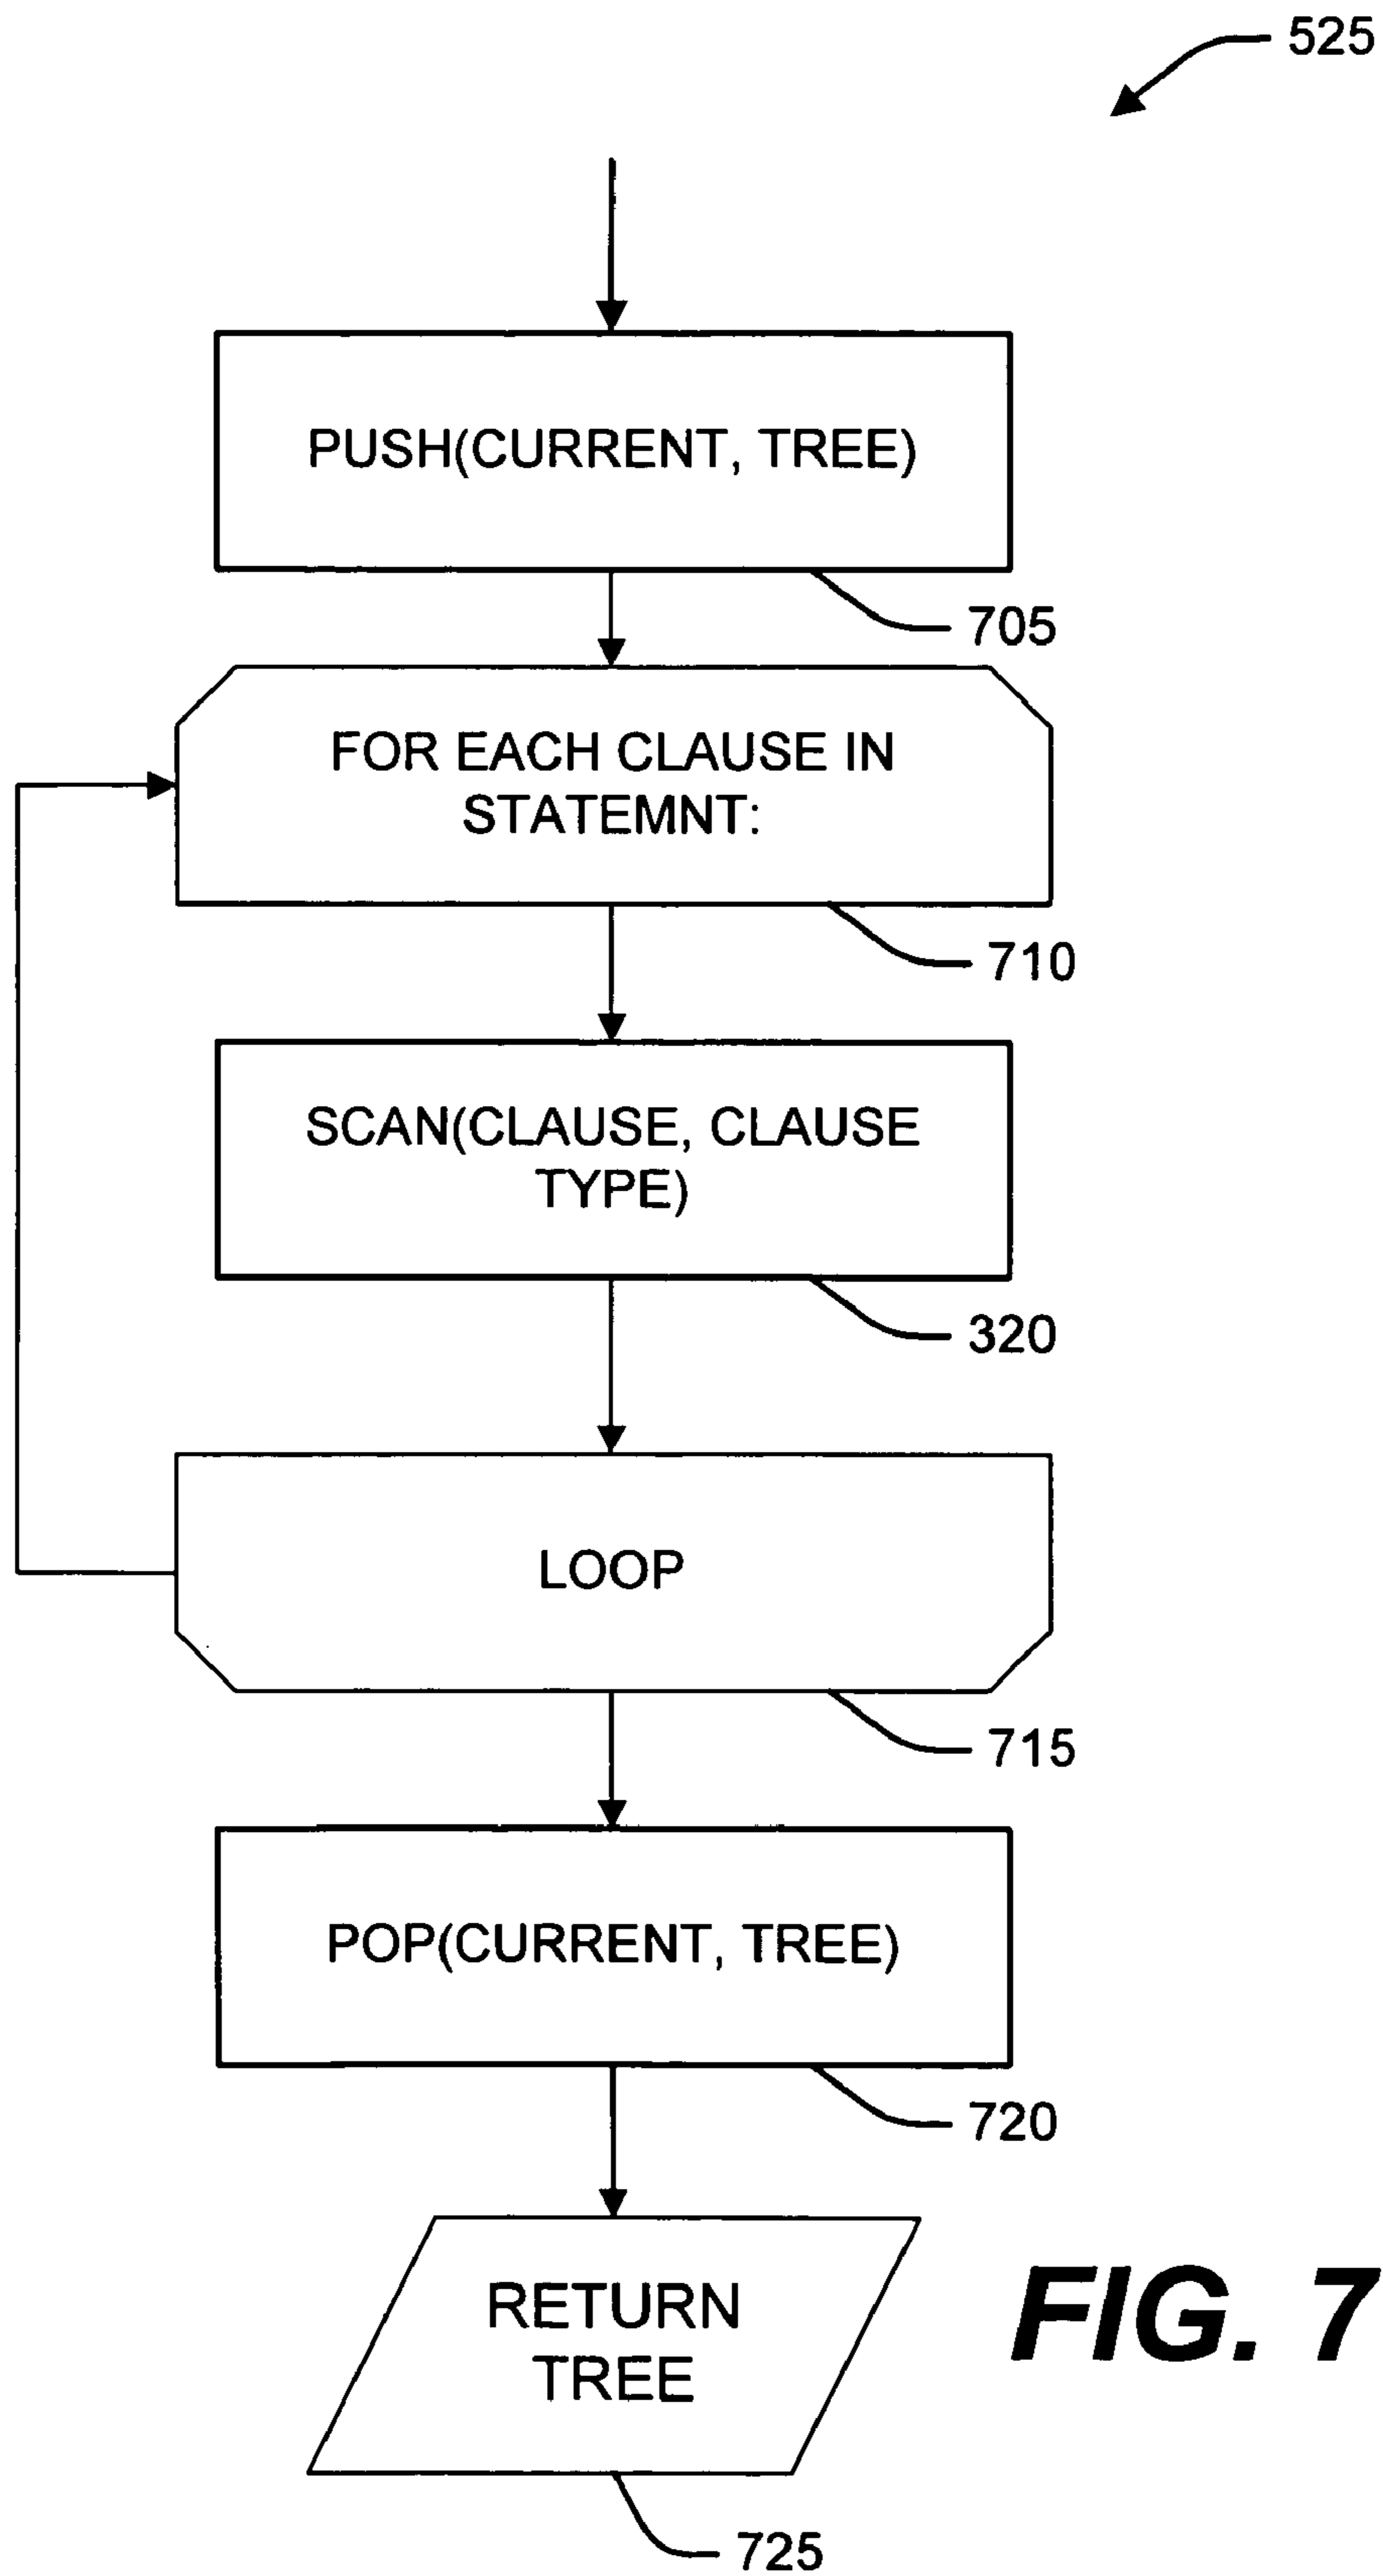 525
PUSH(CURRENT, TREE)
705
FOR EACH CLAUSE IN
STATEMNT:
710
SCAN(CLAUSE, CLAUSE
TYPE)
320
LOOP
715
POP(CURRENT, TREE)
720
RETURN
TREE
725
FIG. 7